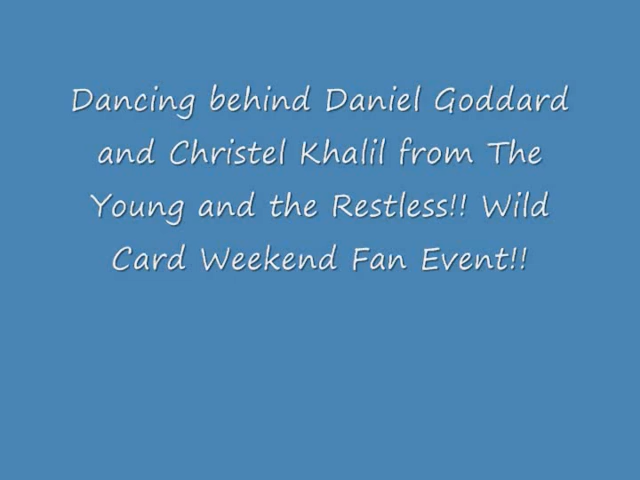 Dancing behind Daniel Goddard
and Christel Khalil from The
Young and the Restless!! Wild
Card Weekend Fan Event!!